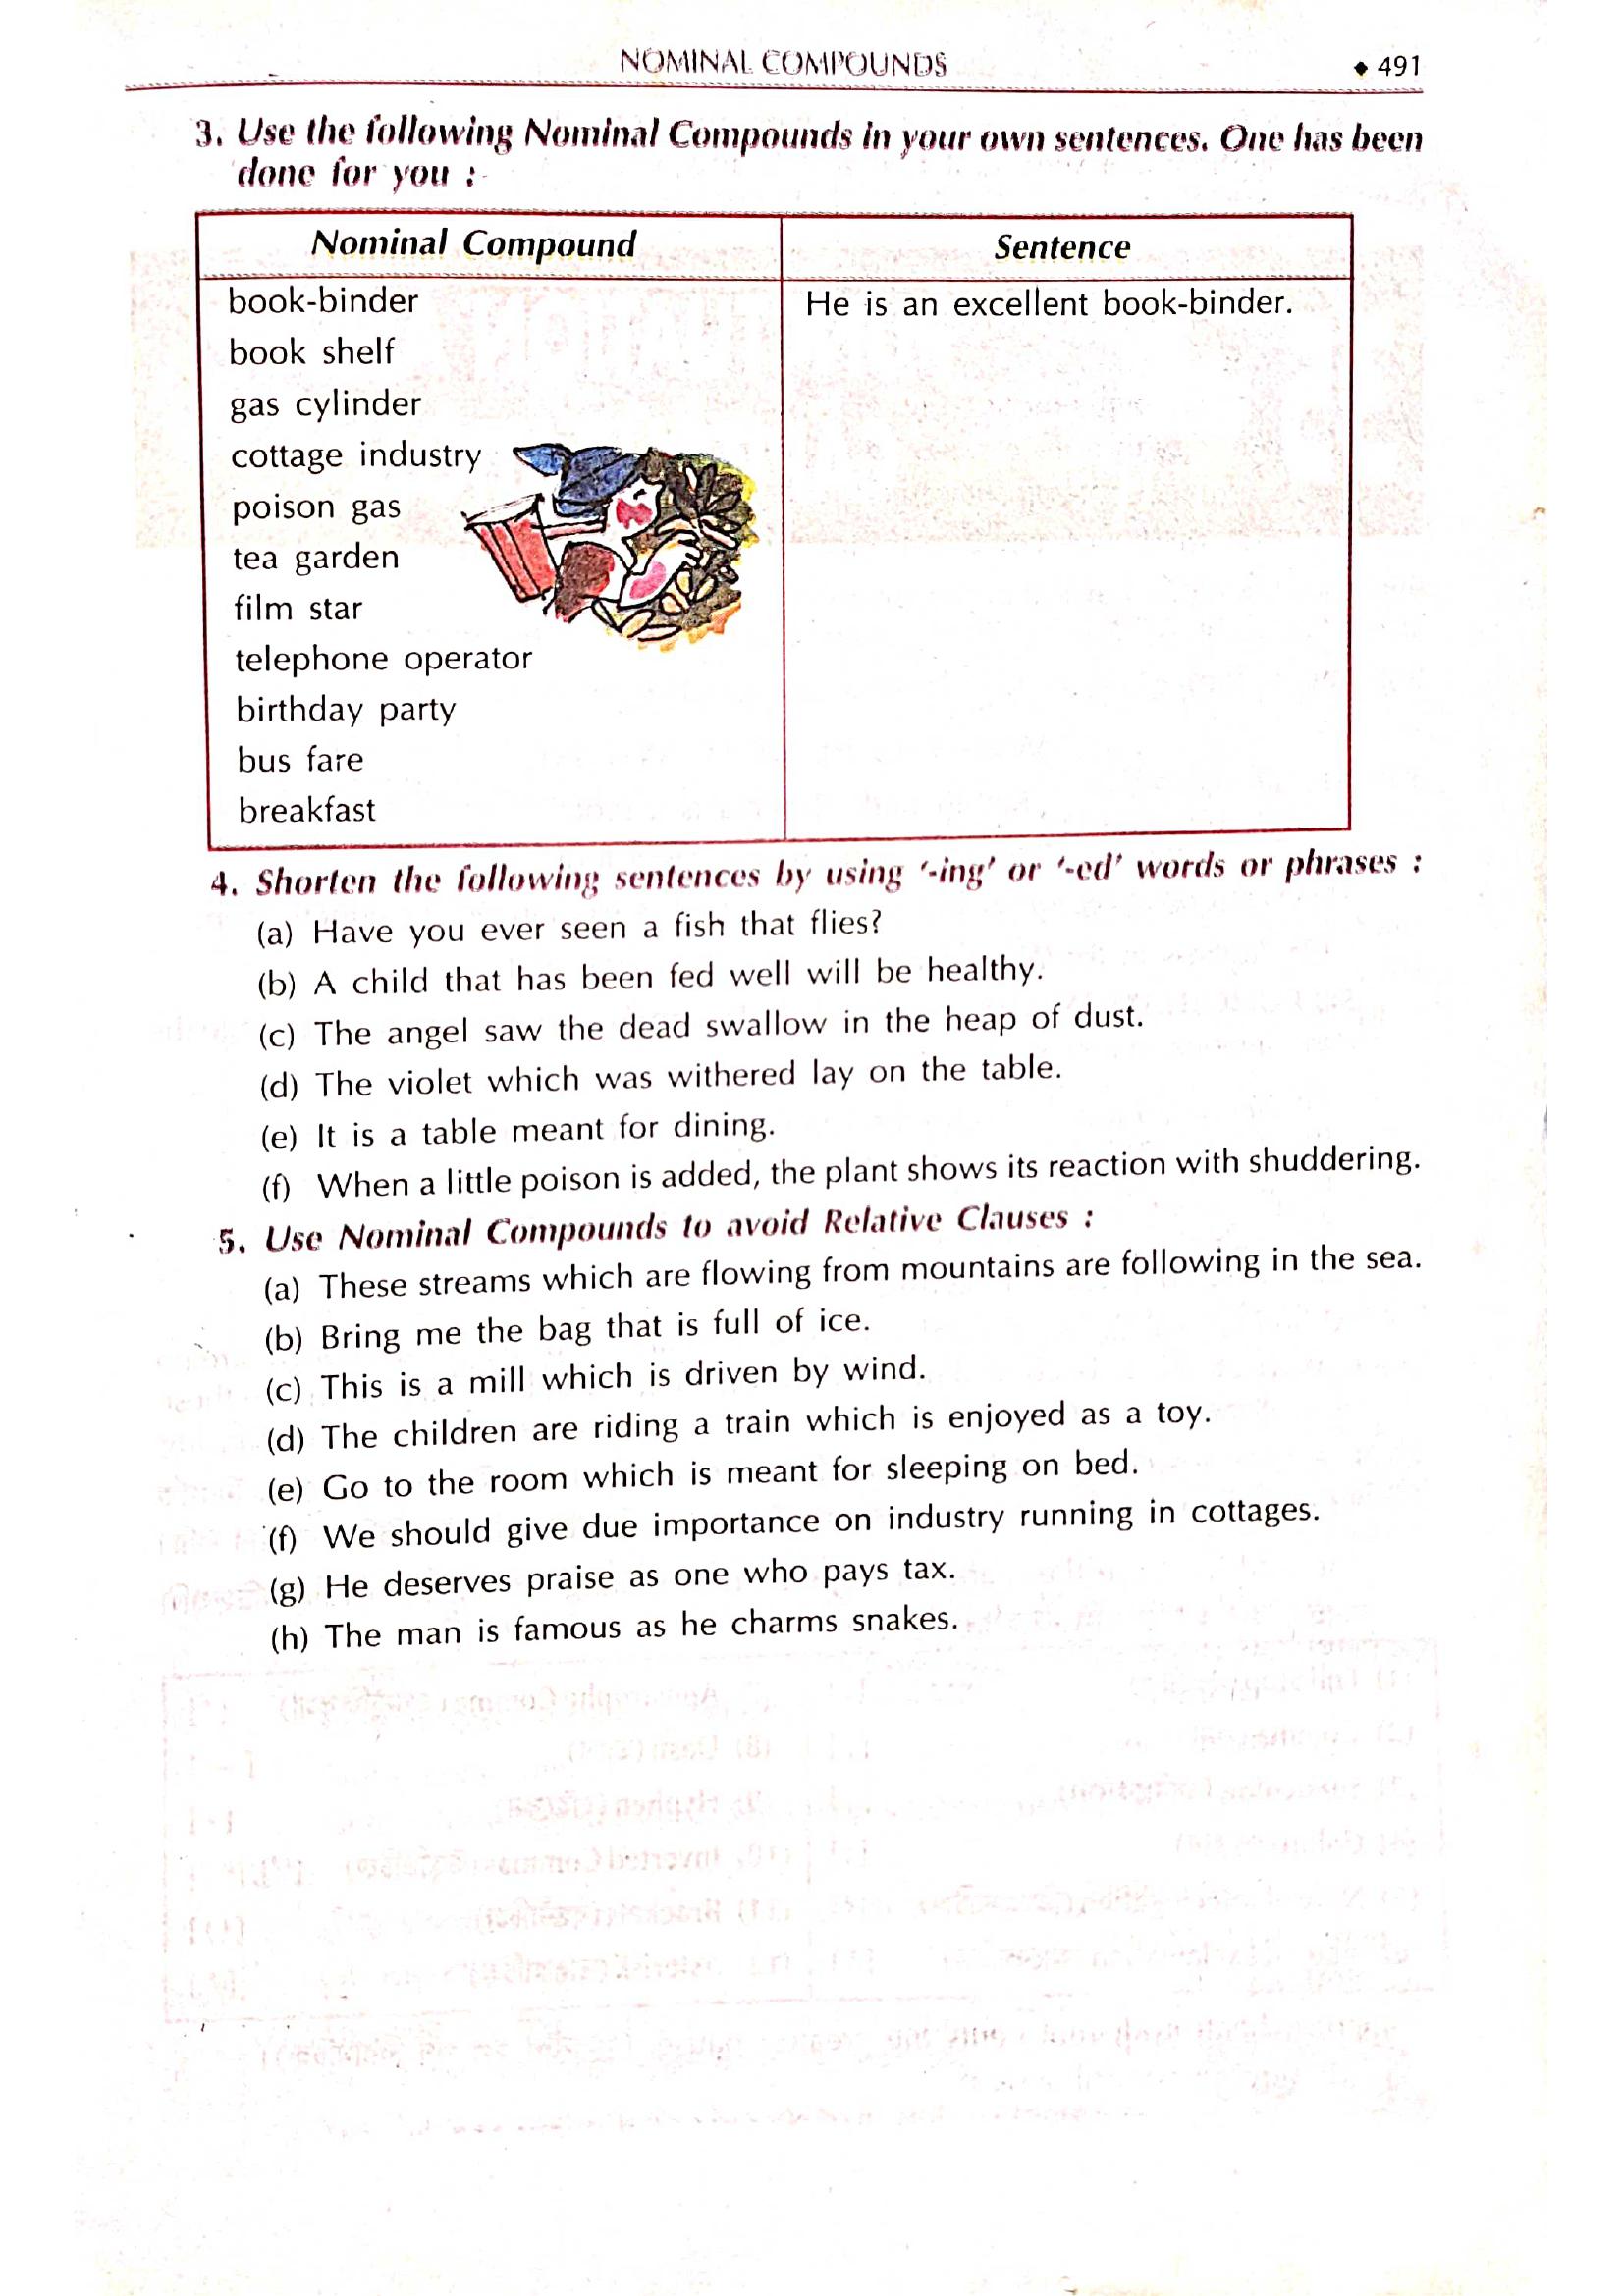 NOMINAL COMPOUNDS ◆ 491
3. Use the following Nominal Compounds in your own sentences. One has been
done for you :-
Nominal Compound Sentence
book-binder He is an excellent book-binder.
book shelf
gas cylinder
cottage industry
poison gas
tea garden
film star
telephone operator
birthday party
bus fare
breakfast
4. Shorten the following sentences by using ‘-ing’ or ‘-ed’ words or phrases :
(a) Have you ever seen a fish that flies?
(b) A child that has been fed well will be healthy.
(c) The angel saw the dead swallow in the heap of dust.
(d) The violet which was withered lay on the table.
(e) It is a table meant for dining.
(f) When a little poison is added, the plant shows its reaction with shuddering.
5. Use Nominal Compounds to avoid Relative Clauses :
(a) These streams which are flowing from mountains are following in the sea.
(b) Bring me the bag that is full of ice.
(c) This is a mill which is driven by wind.
(d) The children are riding a train which is enjoyed as a toy.
(e) Go to the room which is meant for sleeping on bed.
(f) We should give due importance on industry running in cottages.
(g) He deserves praise as one who pays tax.
(h) The man is famous as he charms snakes.